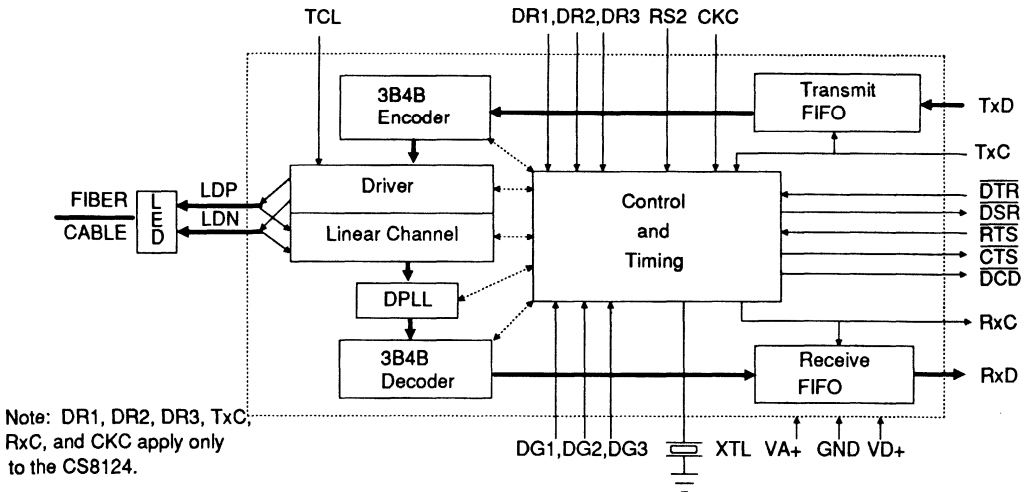 TCL
DR1,DR2,DR3 RS2 CKC
3B4B
Encoder
Transmit
FIFO
TxD
TxC
Driver
Linear Channel
LDP
LDN
FIBER
CABLE
LED
Control
and
Timing
DTR
DSR
RTS
CTS
DCD
DPLL
RxC
3B4B
Decoder
Receive
FIFO
RxD
Note: DR1, DR2, DR3, TxC,
RxC, and CKC apply only
to the CS8124.
DG1,DG2,DG3 XTL VA+ GND VD+